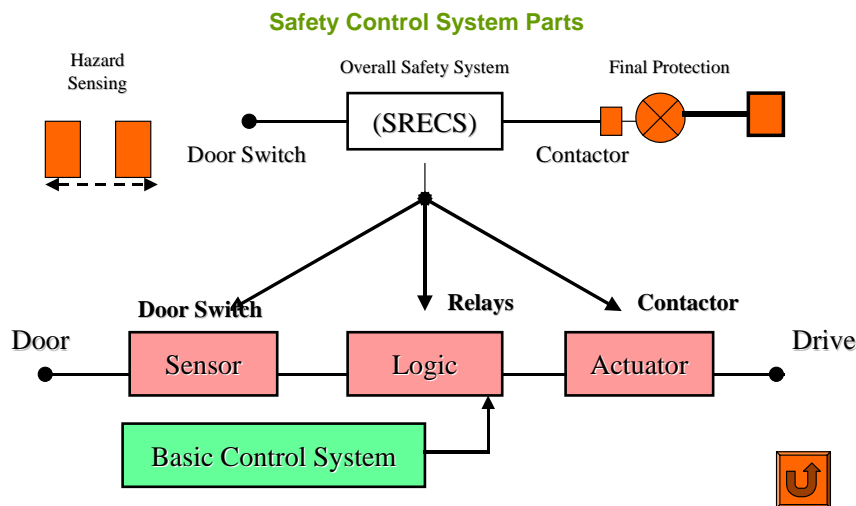 Safety Control System Parts
Hazard
Sensing
Overall Safety System
Final Protection
(SRECS)
Door Switch
Contactor
Door Switch
Relays
Contactor
Door
Drive
Sensor
Logic
Actuator
Basic Control System